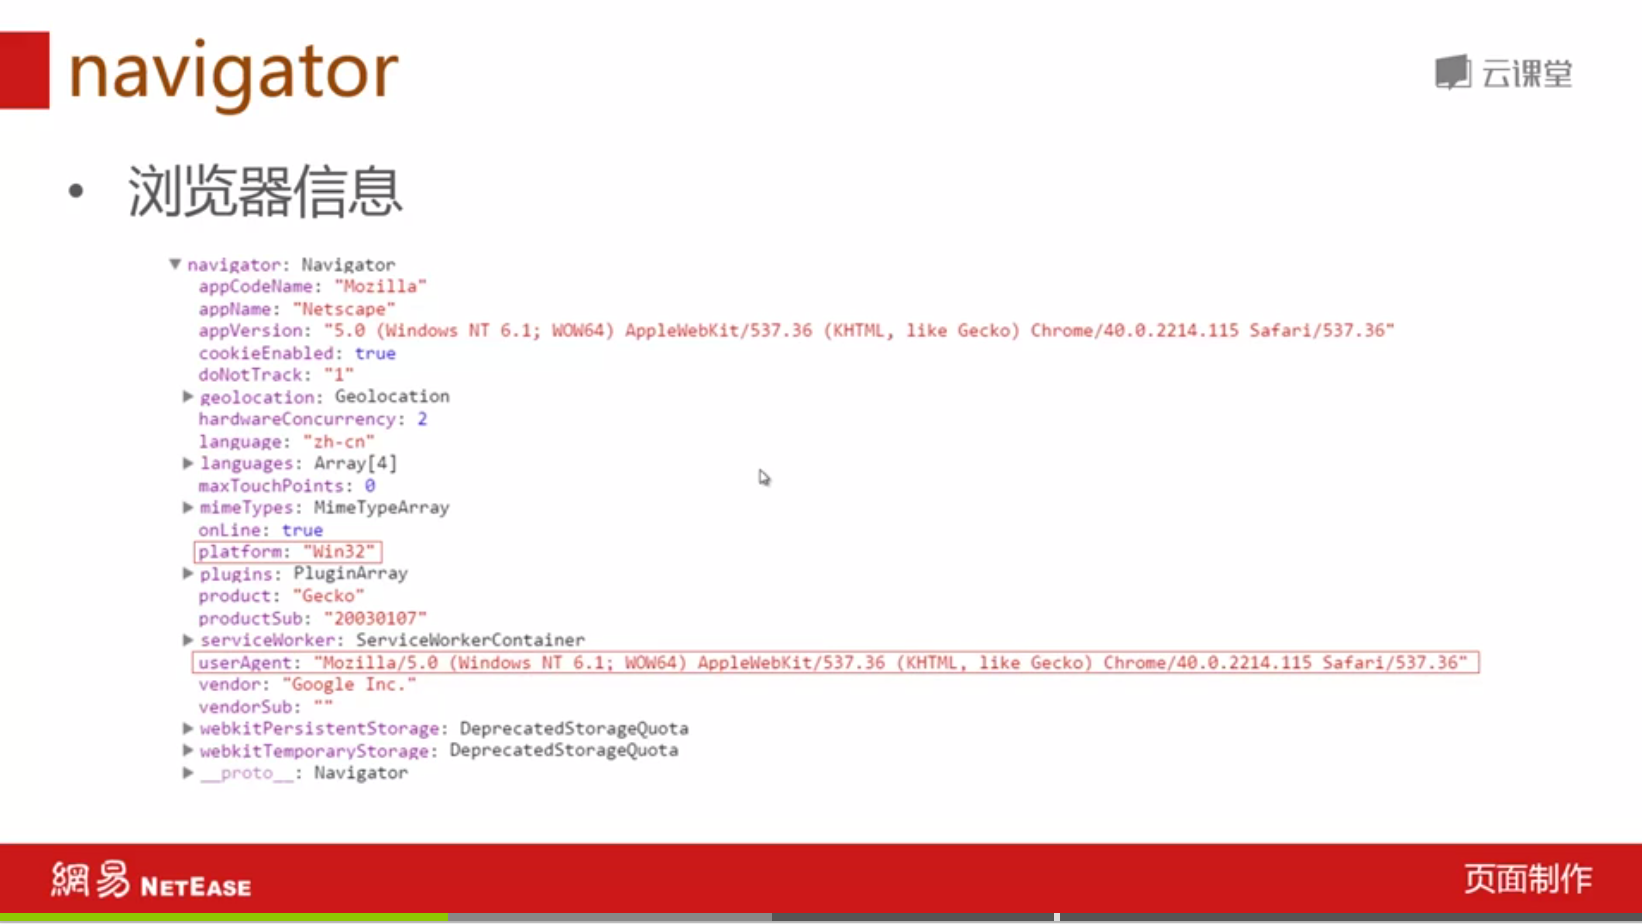 navigator
云课堂
• 浏览器信息
▼ navigator: Navigator
appCodeName: "Mozilla"
appName: "Netscape"
appVersion: "5.0 (Windows NT 6.1; WOW64) AppleWebKit/537.36 (KHTML, like Gecko) Chrome/40.0.2214.115 Safari/537.36"
cookieEnabled: true
doNotTrack: "1"
▶ geolocation: Geolocation
hardwareConcurrency: 2
language: "zh-cn"
▶ languages: Array[4]
maxTouchPoints: 0
▶ mimeTypes: MimeTypeArray
onLine: true
platform: "Win32"
▶ plugins: PluginArray
product: "Gecko"
productSub: "20030107"
▶ serviceWorker: ServiceWorkerContainer
userAgent: "Mozilla/5.0 (Windows NT 6.1; WOW64) AppleWebKit/537.36 (KHTML, like Gecko) Chrome/40.0.2214.115 Safari/537.36"
vendor: "Google Inc."
vendorSub: ""
▶ webkitPersistentStorage: DeprecatedStorageQuota
▶ webkitTemporaryStorage: DeprecatedStorageQuota
▶ __proto__: Navigator
網易 NETEASE
页面制作